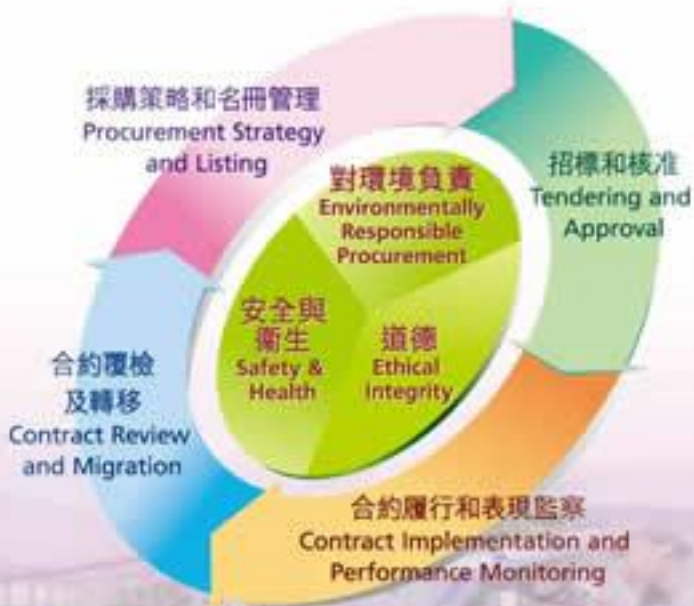 採購策略和名冊管理
Procurement Strategy
and Listing
招標和核准
Tendering and
Approval
合約履行和表現監察
Contract Implementation and
Performance Monitoring
合約覆檢
及轉移
Contract Review
and Migration
對環境負責
Environmentally
Responsible
Procurement
道德
Ethical
Integrity
安全與
衞生
Safety &
Health